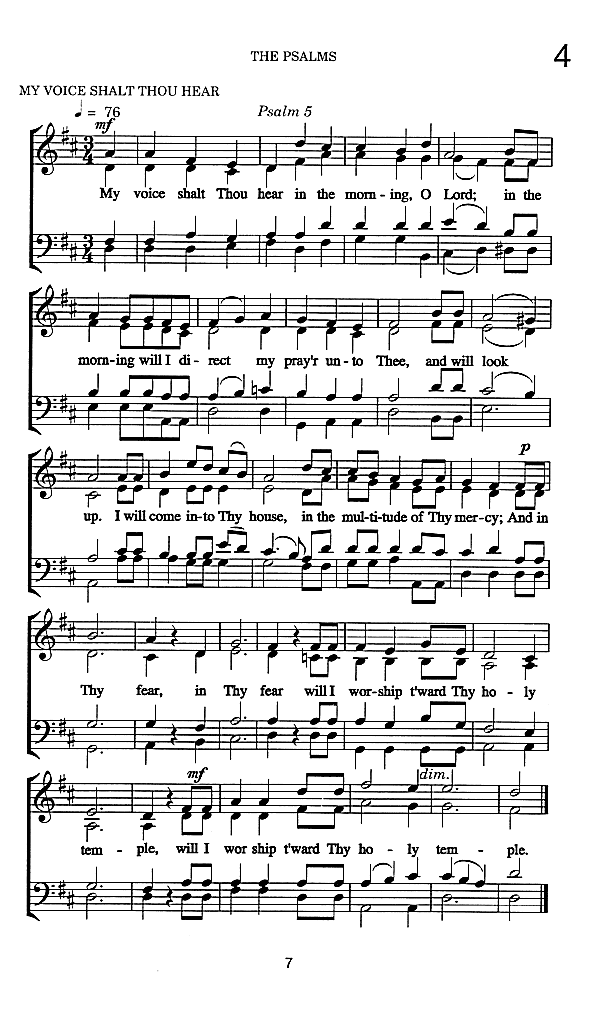 THE PSALMS 4
MY VOICE SHALT THOU HEAR
♩ = 76 Psalm 5
mf
3/4 My voice shalt Thou hear in the morn - ing, O Lord; in the
3/4
morn-ing will I di - rect my pray'r un-to Thee, and will look
p
up. I will come in-to Thy house, in the mul-ti-tude of Thy mer-cy; And in
Thy fear, in Thy fear will I wor-ship t'ward Thy ho - ly
mf dim.
tem - ple, will I wor ship t'ward Thy ho - ly tem - ple.
7